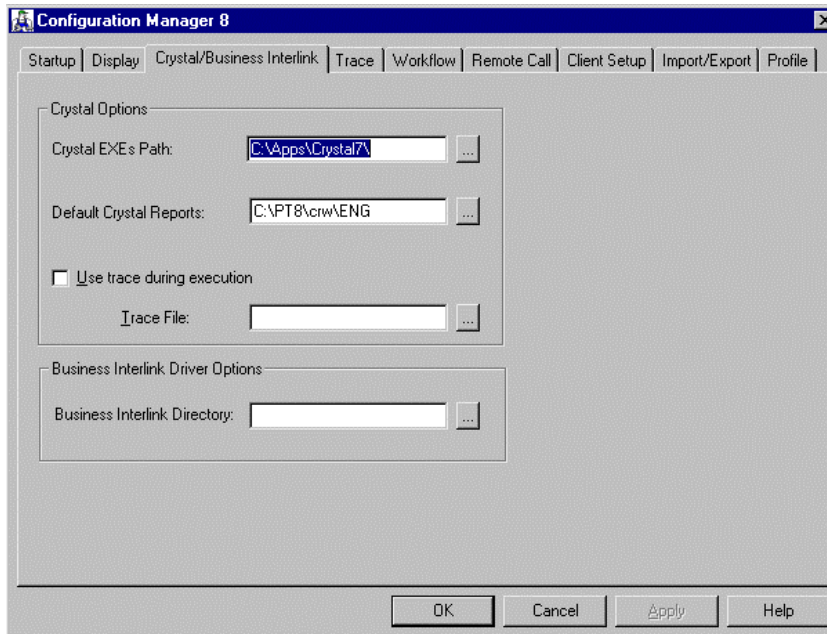 Configuration Manager 8
Startup Display Crystal/Business Interlink Trace Workflow Remote Call Client Setup Import/Export Profile
Crystal Options
Crystal EXEs Path: C:\Apps\Crystal7\ ...
Default Crystal Reports: C:\PT8\crw\ENG ...
Use trace during execution
Trace File: ...
Business Interlink Driver Options
Business Interlink Directory: ...
OK Cancel Apply Help